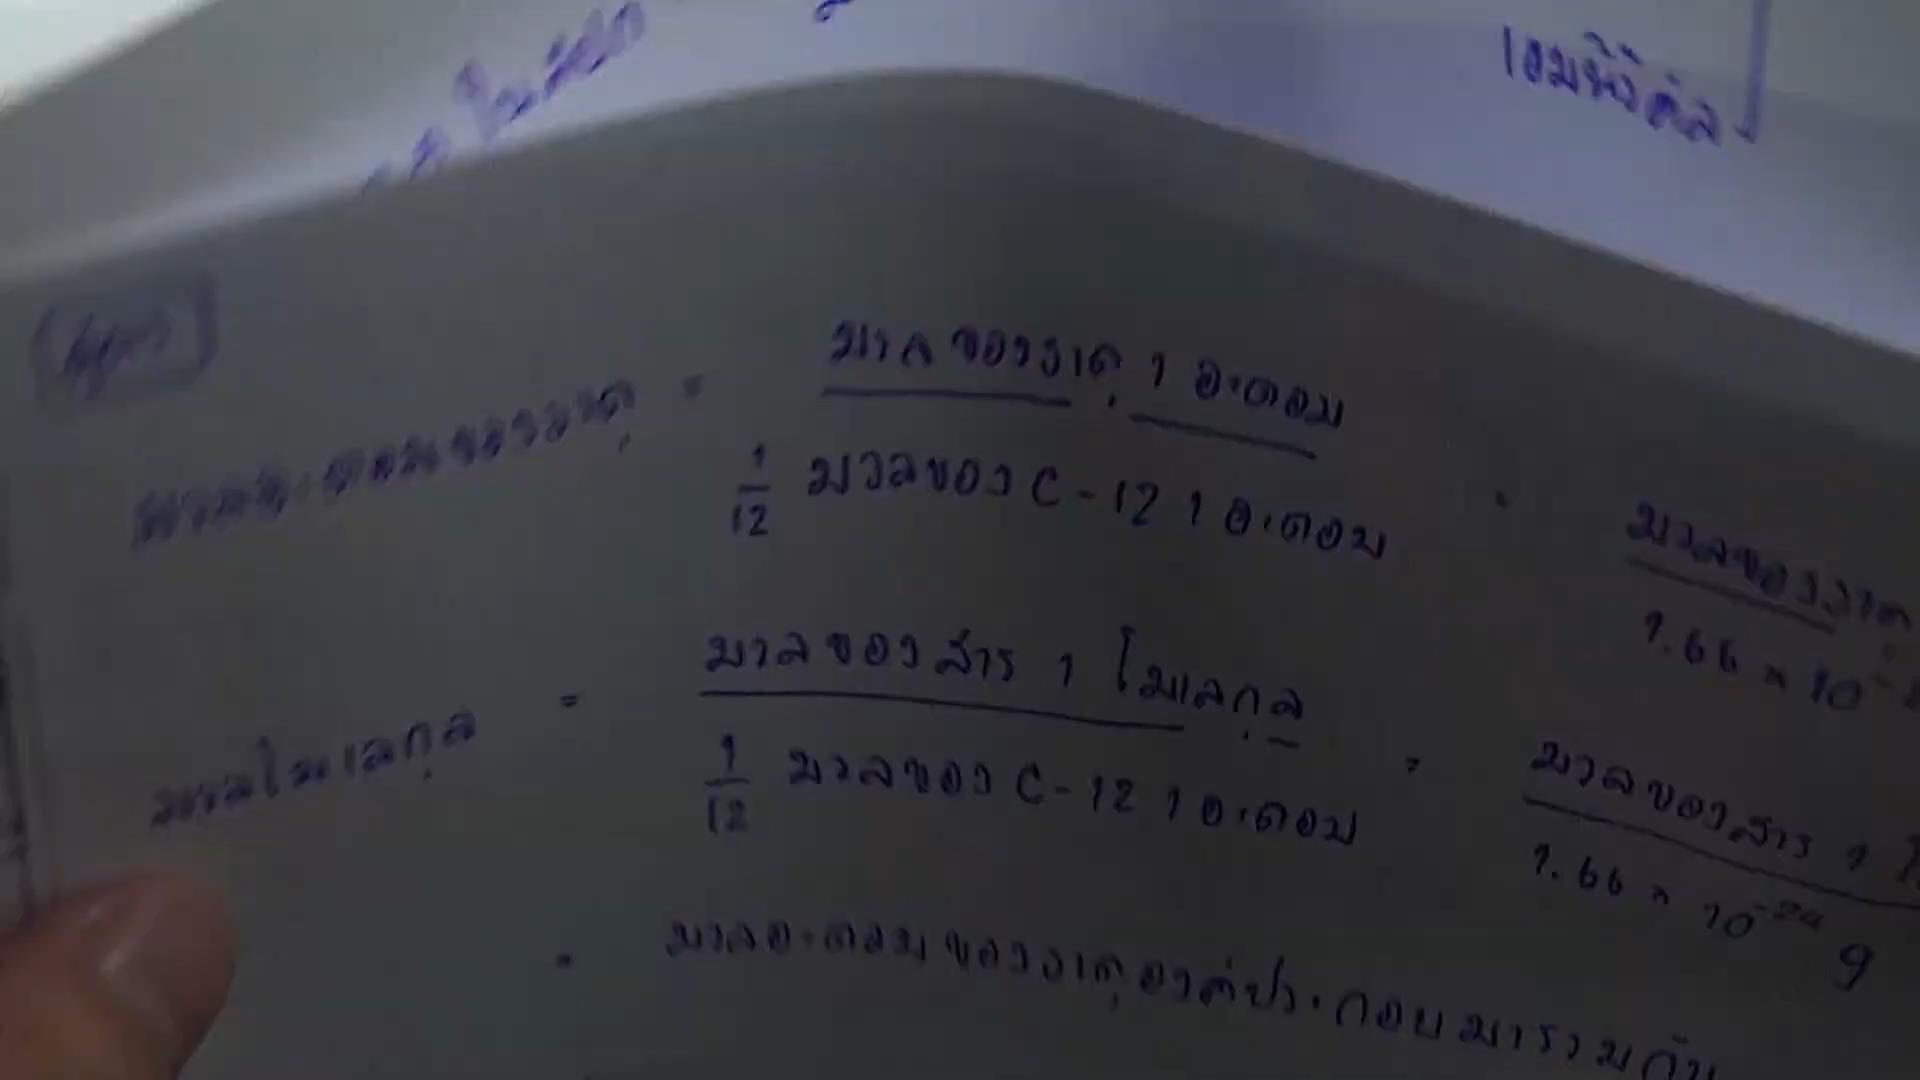 เอมพิริคัล
[สูตร]
มวลอะตอมของธาตุ = มวลของธาตุ 1 อะตอม
1/12 มวลของ C-12 1 อะตอม
= มวลของธาตุ
1.66 × 10
มวลโมเลกุล = มวลของสาร 1 โมเลกุล
1/12 มวลของ C-12 1 อะตอม
= มวลของสาร 1
1.66 × 10⁻²⁴ g
= มวลอะตอมของธาตุองค์ประกอบมารวมกัน